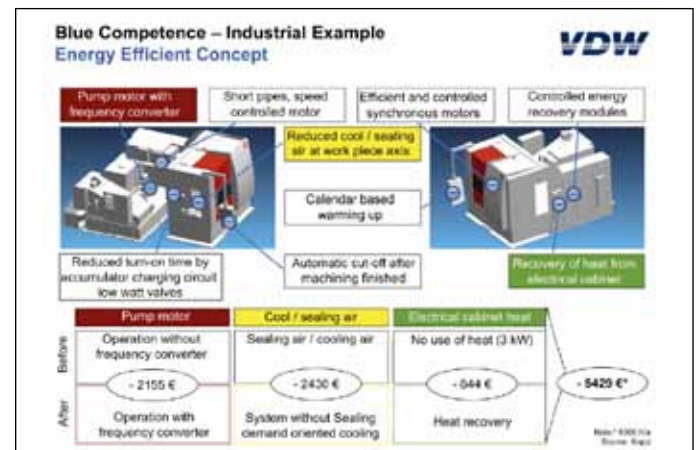 Blue Competence – Industrial Example
Energy Efficient Concept
VDW
Pump motor with
frequency converter
Short pipes, speed
controlled motor
Efficient and controlled
synchronous motors
Controlled energy
recovery modules
Reduced cool / sealing
air at work piece axis
Calendar based
warming up
Reduced turn-on time by
accumulator charging circuit
low watt valves
Automatic cut-off after
machining finished
Recovery of heat from
electrical cabinet
Pump motor
Cool / sealing air
Electrical cabinet heat
Before
Operation without
frequency converter
Sealing air / cooling air
No use of heat (3 kW)
- 2155 €
- 2430 €
- 844 €
- 5429 €*
After
Operation with
frequency converter
System without Sealing
demand oriented cooling
Heat recovery
Source: